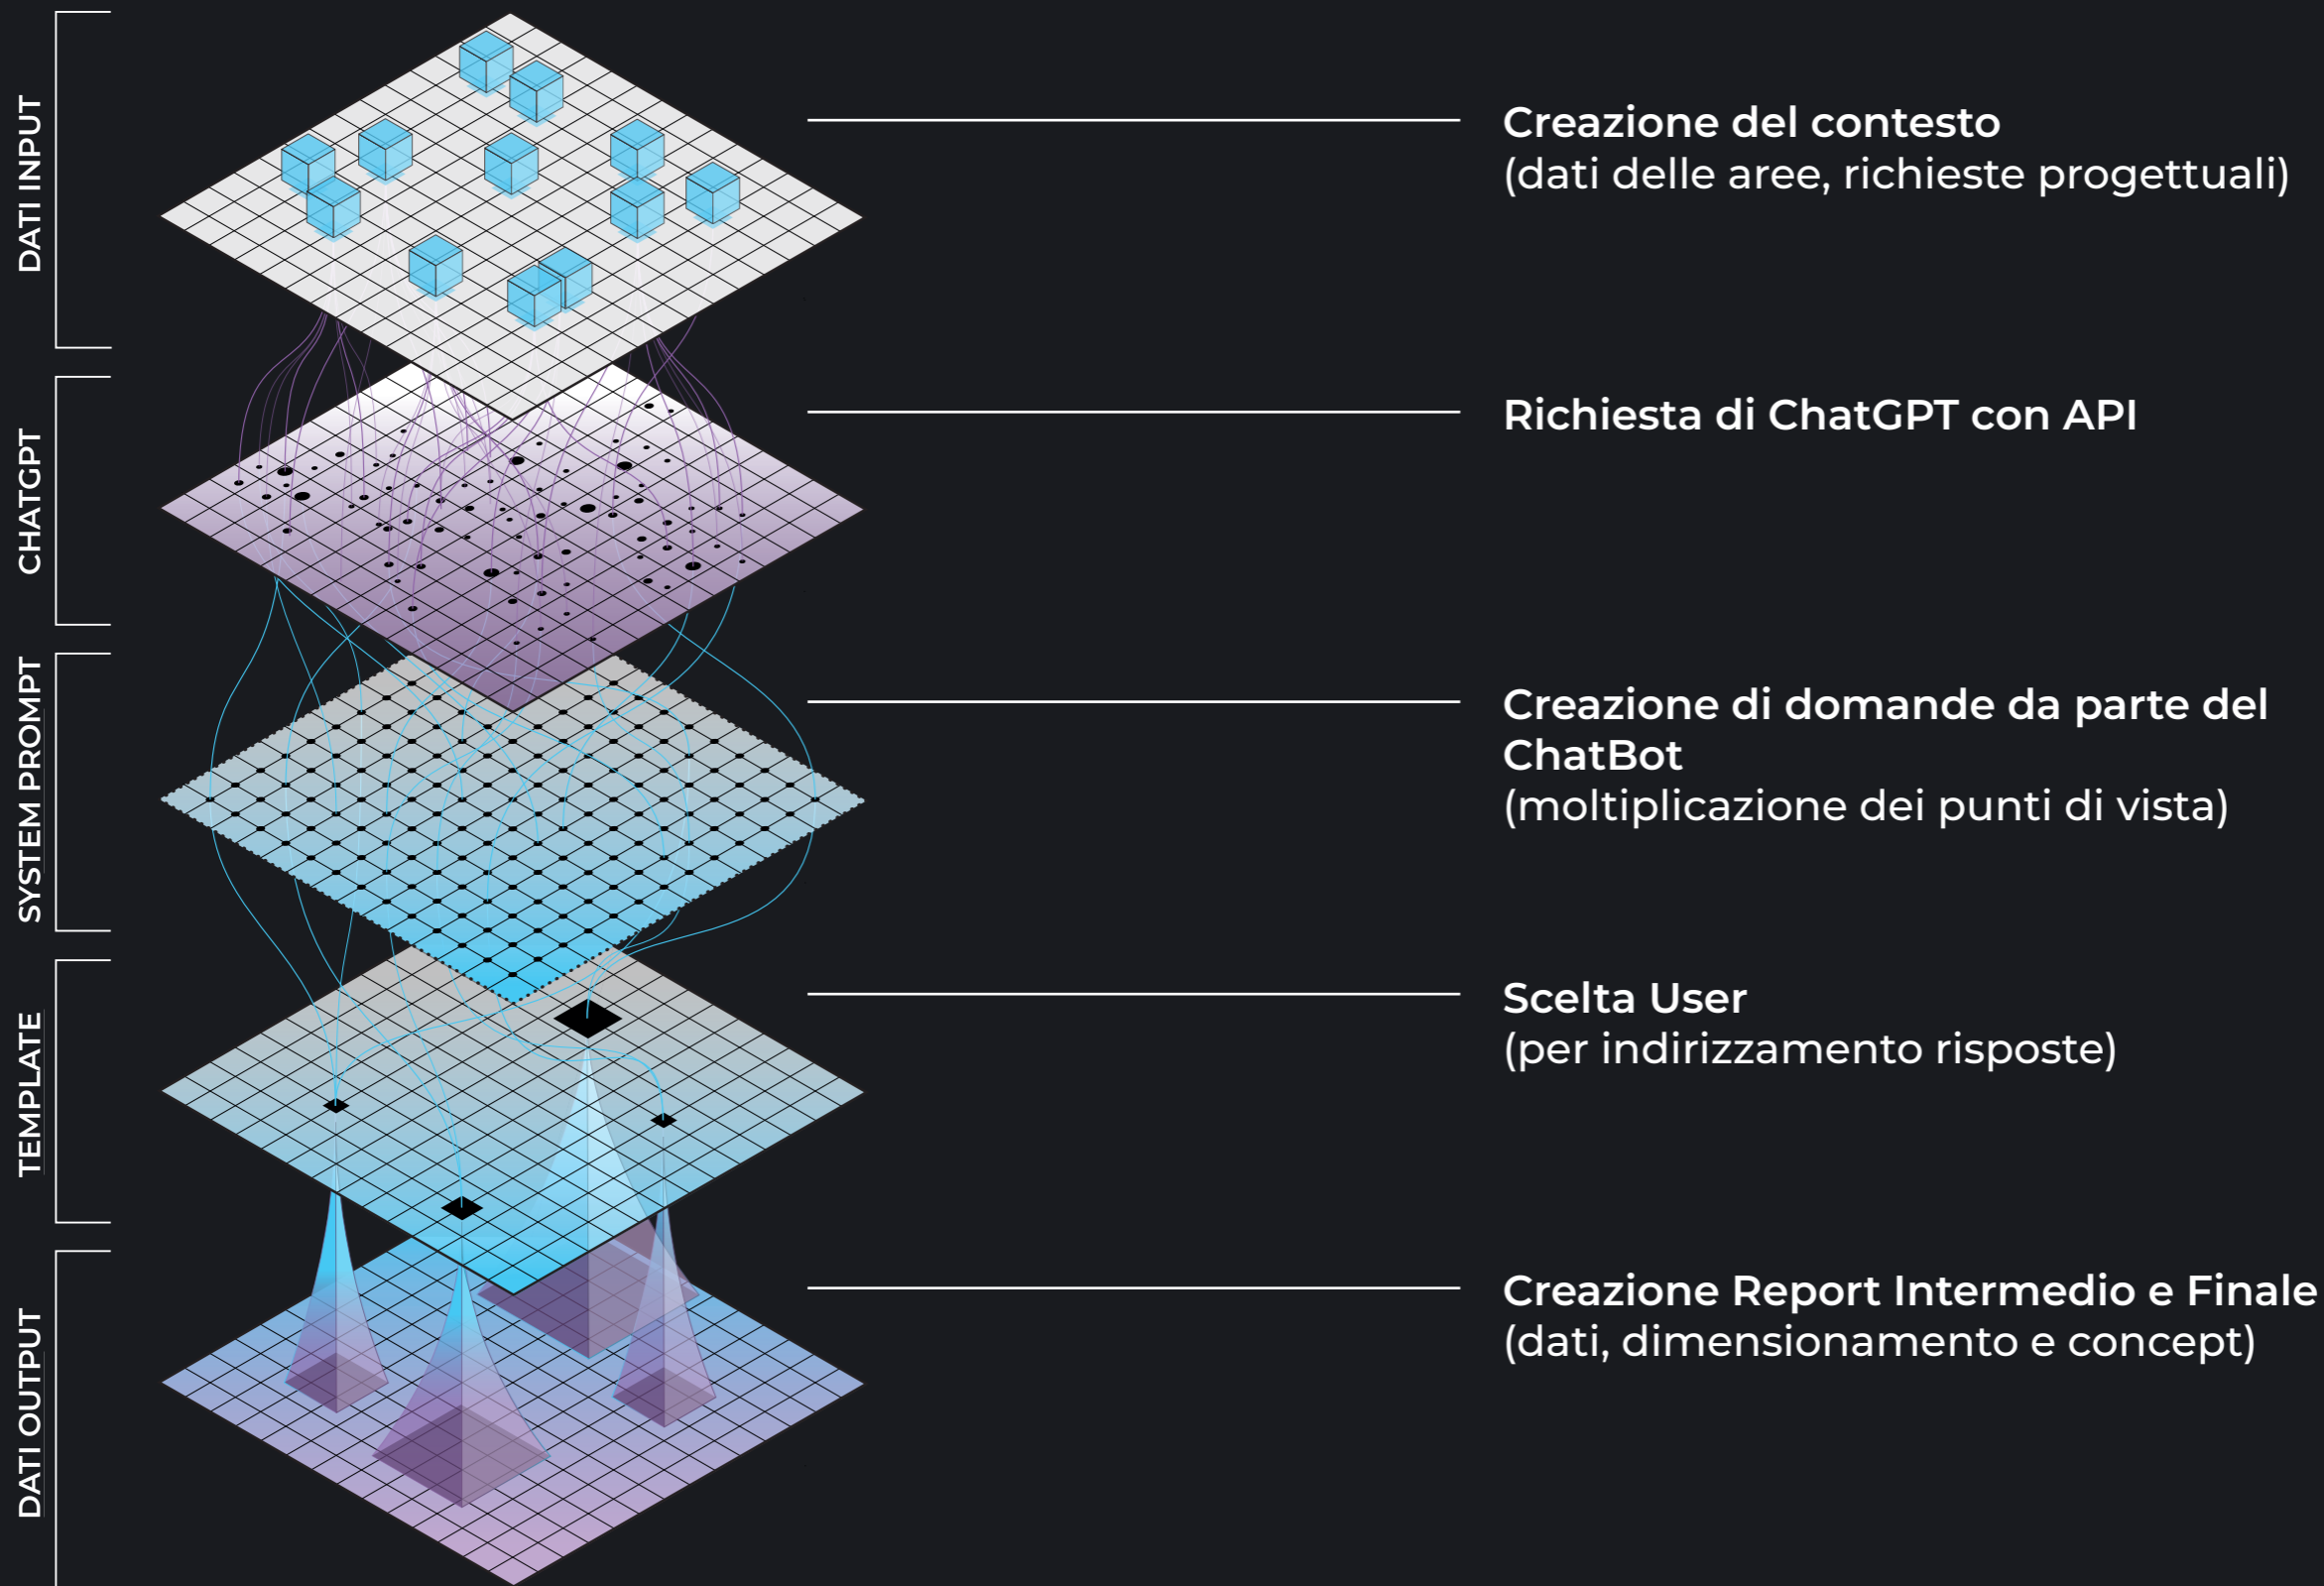 DATI INPUT
Creazione del contesto
(dati delle aree, richieste progettuali)
CHATGPT
Richiesta di ChatGPT con API
SYSTEM PROMPT
Creazione di domande da parte del
ChatBot
(moltiplicazione dei punti di vista)
TEMPLATE
Scelta User
(per indirizzamento risposte)
DATI OUTPUT
Creazione Report Intermedio e Finale
(dati, dimensionamento e concept)